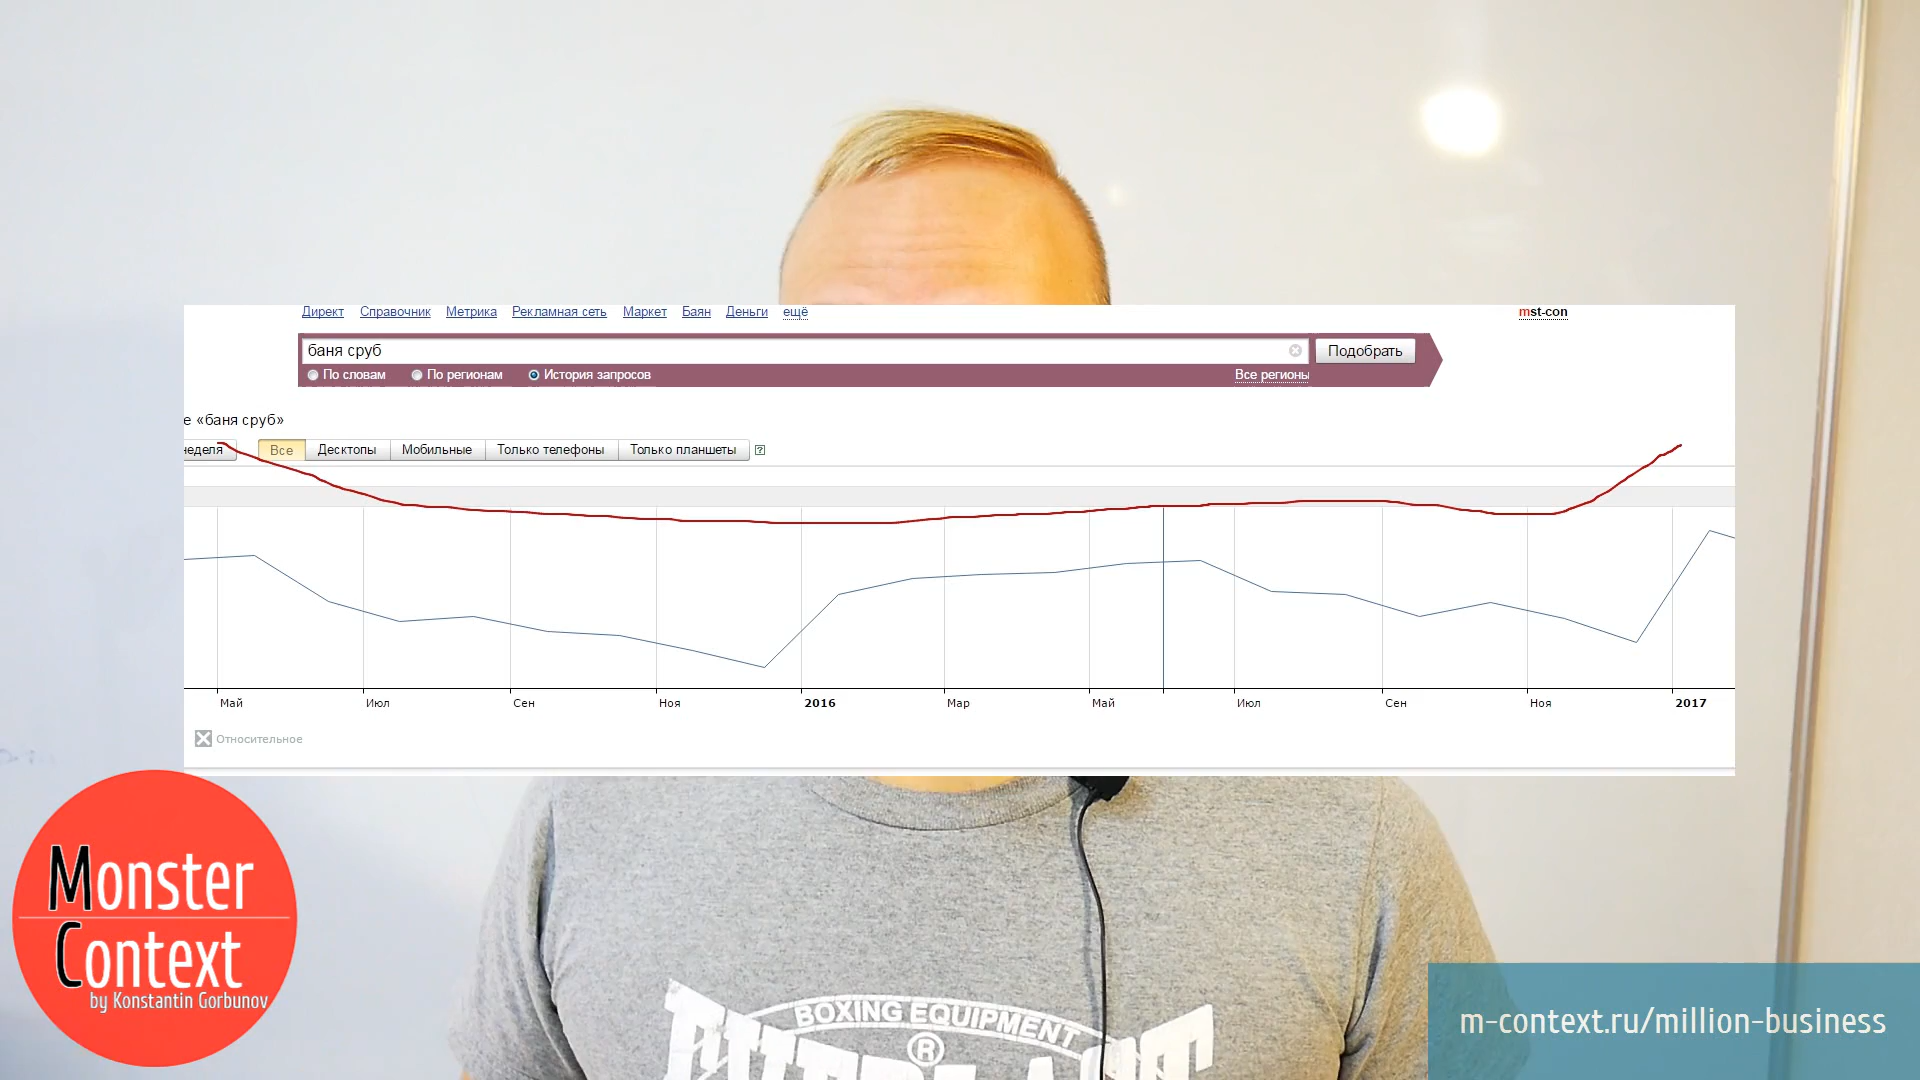 Директ Справочник Метрика Рекламная сеть Маркет Баян Деньги ещё mst-con
баня сруб Подобрать
По словам По регионам История запросов Все регионы
е «баня сруб»
неделя Все Десктопы Мобильные Только телефоны Только планшеты ?
Май Июл Сен Ноя 2016 Мар Май Июл Сен Ноя 2017
Относительное
Monster
Context
by Konstantin Gorbunov
BOXING EQUIPMENT
®
m-context.ru/million-business